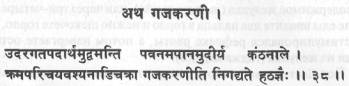 अथ गजकरणी ।
उदरगतपदार्थमुद्वमन्ति पवनमपानमुदीर्य कंठनाले ।
क्रमपरिचयवश्यनाडिचक्रा गजकरणीति निगद्यते हठज्ञैः ॥ ३८ ॥